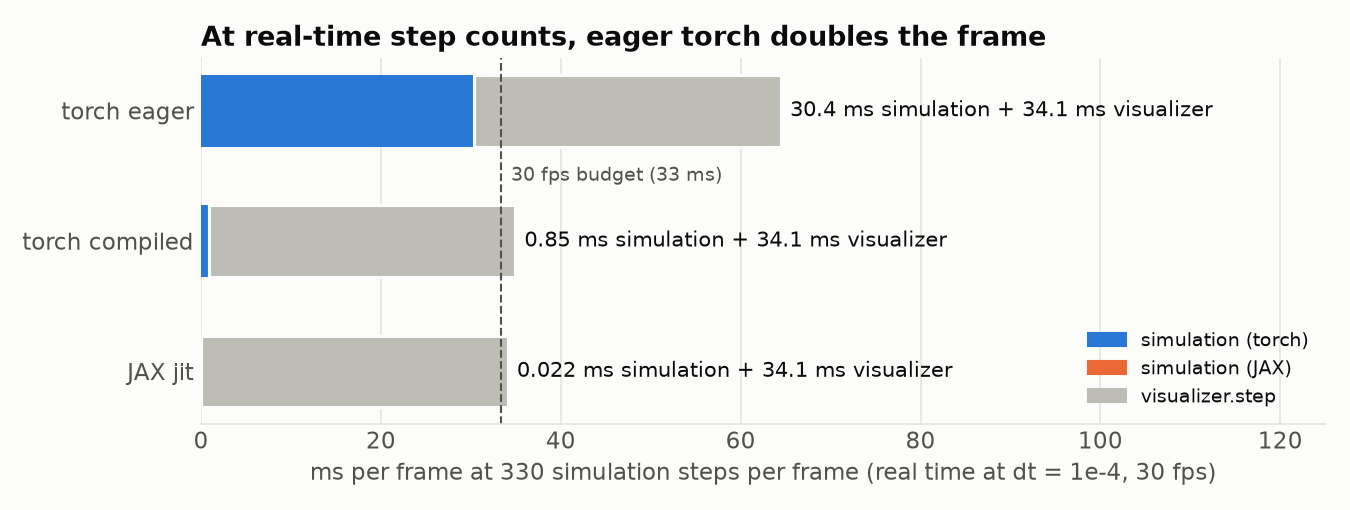 At real-time step counts, eager torch doubles the frame
torch eager
30.4 ms simulation + 34.1 ms visualizer
30 fps budget (33 ms)
torch compiled
0.85 ms simulation + 34.1 ms visualizer
JAX jit
0.022 ms simulation + 34.1 ms visualizer
simulation (torch)
simulation (JAX)
visualizer.step
0 20 40 60 80 100 120
ms per frame at 330 simulation steps per frame (real time at dt = 1e-4, 30 fps)